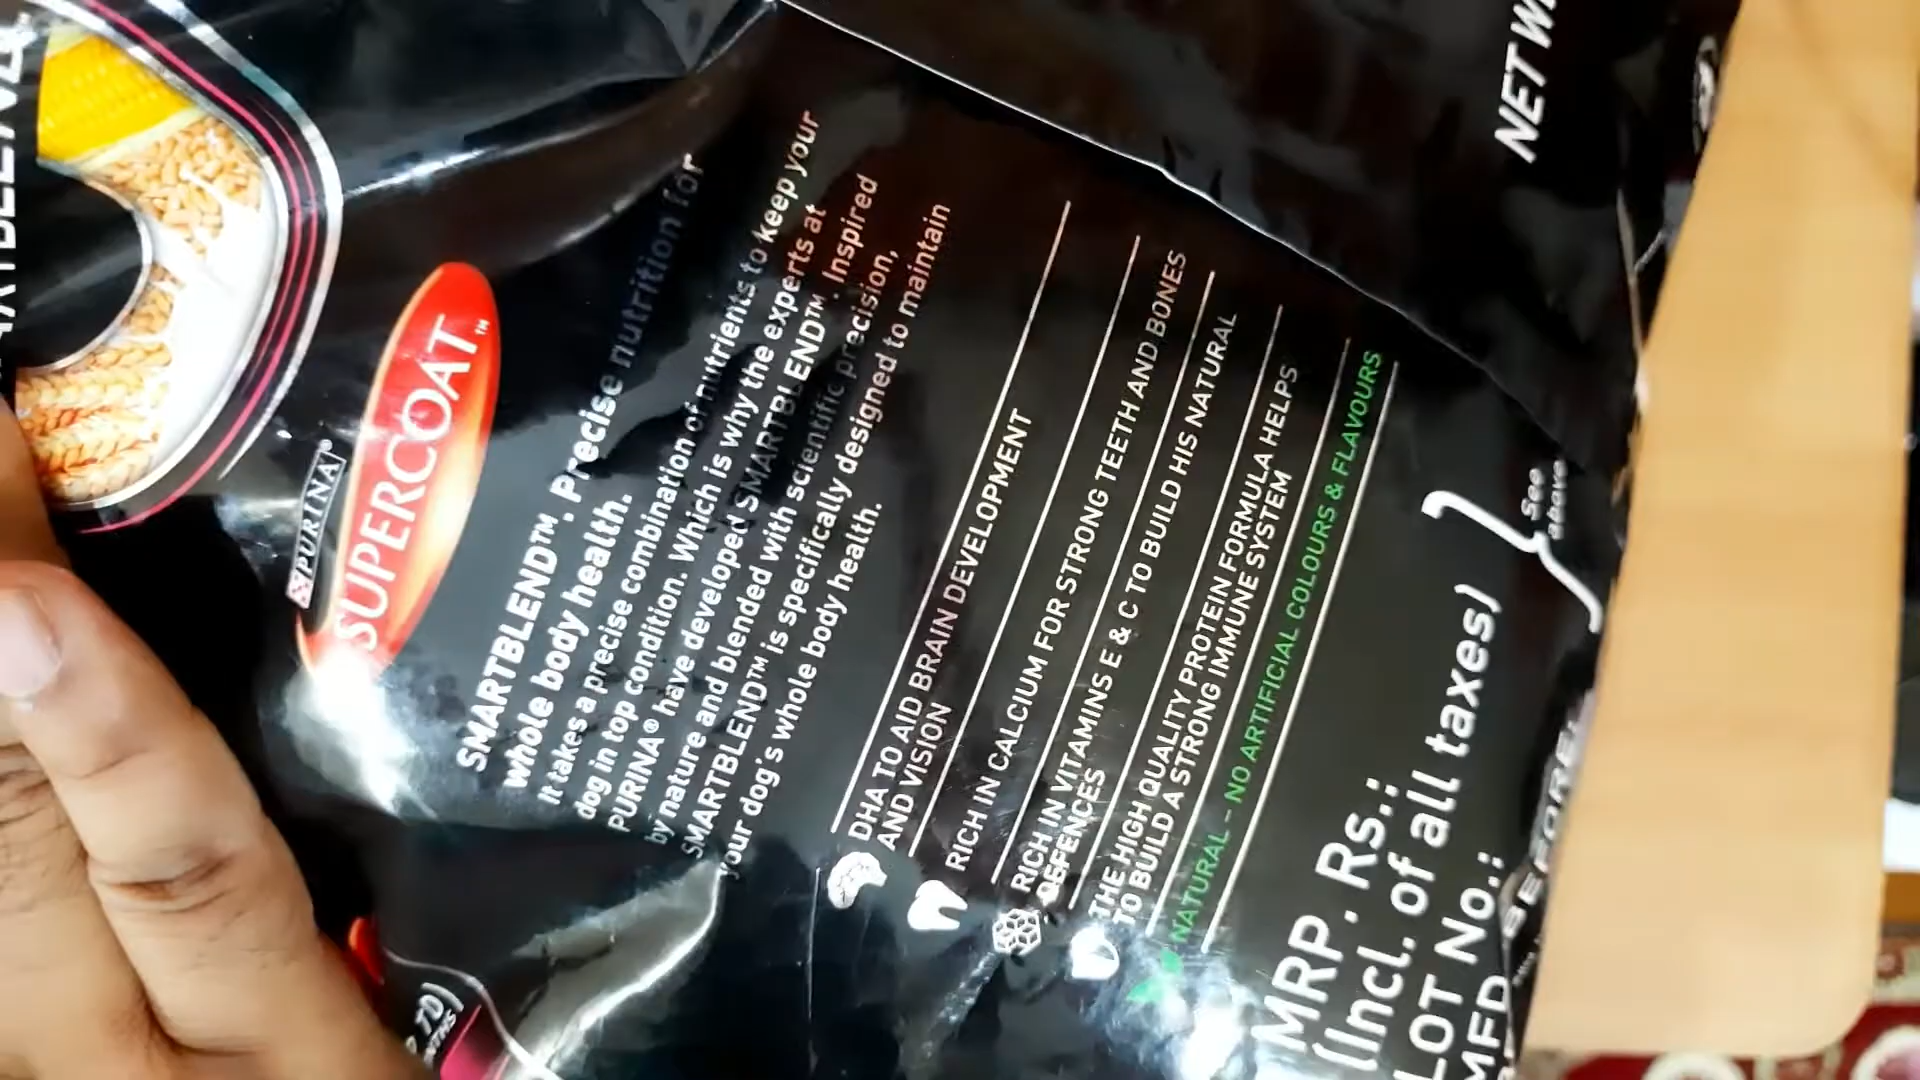 PURINA®
SUPERCOAT™
SMARTBLEND™. Precise nutrition for
whole body health.
It takes a precise combination of nutrients to keep your
dog in top condition. Which is why the experts at
PURINA® have developed SMARTBLEND™. Inspired
by nature and blended with scientific precision,
SMARTBLEND™ is specifically designed to maintain
your dog's whole body health.
DHA TO AID BRAIN DEVELOPMENT
AND VISION
RICH IN CALCIUM FOR STRONG TEETH AND BONES
RICH IN VITAMINS E & C TO BUILD HIS NATURAL
DEFENCES
THE HIGH QUALITY PROTEIN FORMULA HELPS
TO BUILD A STRONG IMMUNE SYSTEM
NATURAL – NO ARTIFICIAL COLOURS & FLAVOURS
MRP. Rs.:
(Incl. of all taxes)
LOT No.:
MFD
BEFORE:
See
above
NET